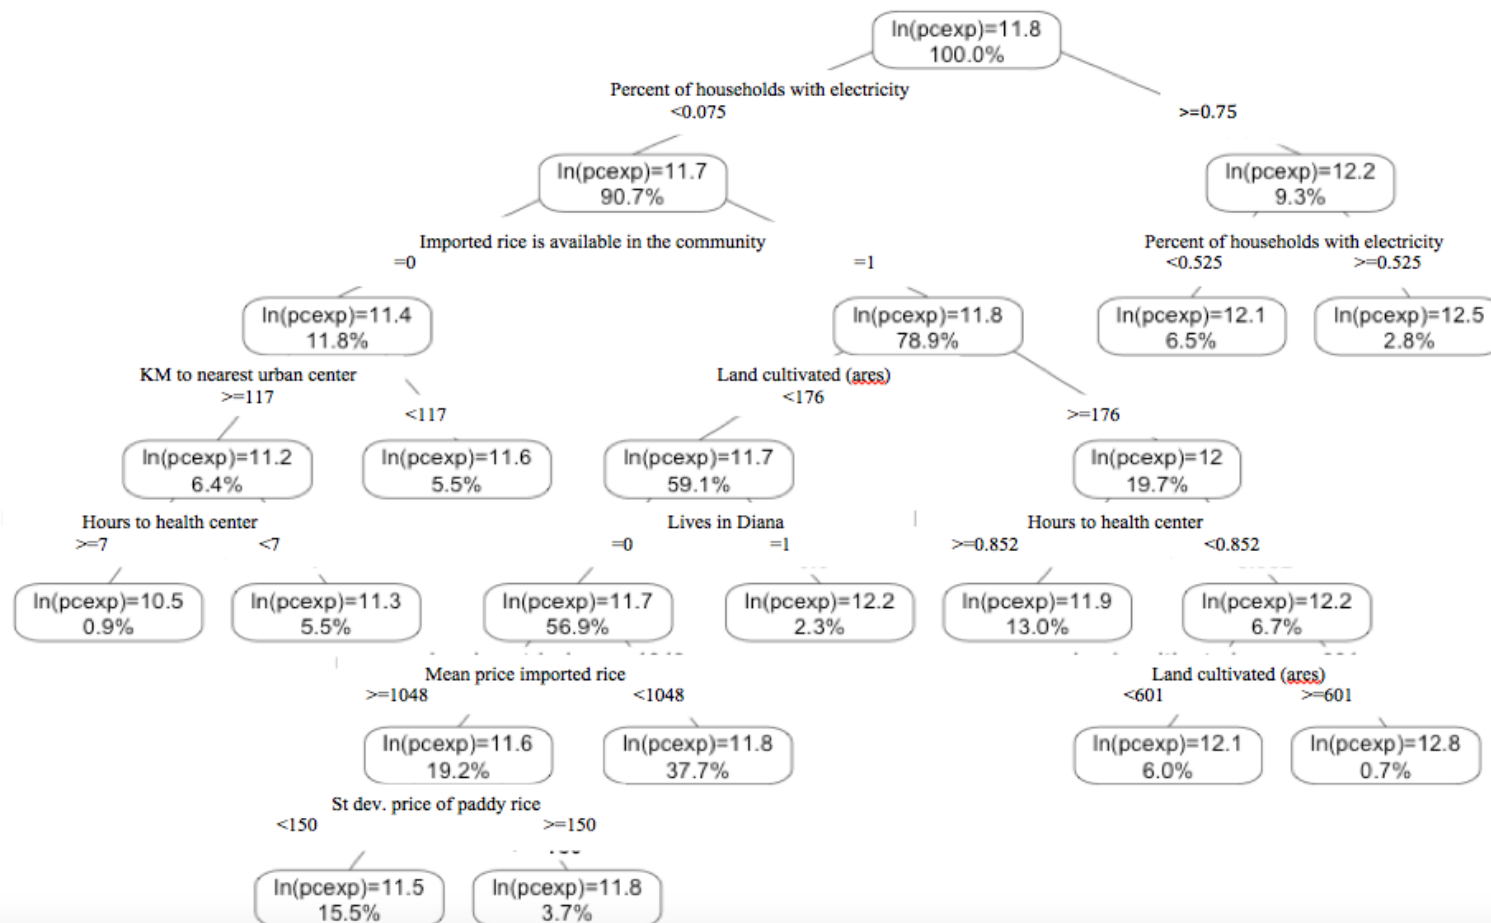 ln(pcexp)=11.8
100.0%
Percent of households with electricity
<0.075
>=0.75
ln(pcexp)=11.7
90.7%
ln(pcexp)=12.2
9.3%
Imported rice is available in the community
=0
=1
Percent of households with electricity
<0.525
>=0.525
ln(pcexp)=11.4
11.8%
ln(pcexp)=11.8
78.9%
ln(pcexp)=12.1
6.5%
ln(pcexp)=12.5
2.8%
KM to nearest urban center
>=117
<117
Land cultivated (ares)
<176
>=176
ln(pcexp)=11.2
6.4%
ln(pcexp)=11.6
5.5%
ln(pcexp)=11.7
59.1%
ln(pcexp)=12
19.7%
Hours to health center
>=7
<7
Lives in Diana
=0
=1
Hours to health center
>=0.852
<0.852
ln(pcexp)=10.5
0.9%
ln(pcexp)=11.3
5.5%
ln(pcexp)=11.7
56.9%
ln(pcexp)=12.2
2.3%
ln(pcexp)=11.9
13.0%
ln(pcexp)=12.2
6.7%
Mean price imported rice
>=1048
<1048
Land cultivated (ares)
<601
>=601
ln(pcexp)=11.6
19.2%
ln(pcexp)=11.8
37.7%
ln(pcexp)=12.1
6.0%
ln(pcexp)=12.8
0.7%
St dev. price of paddy rice
<150
>=150
ln(pcexp)=11.5
15.5%
ln(pcexp)=11.8
3.7%